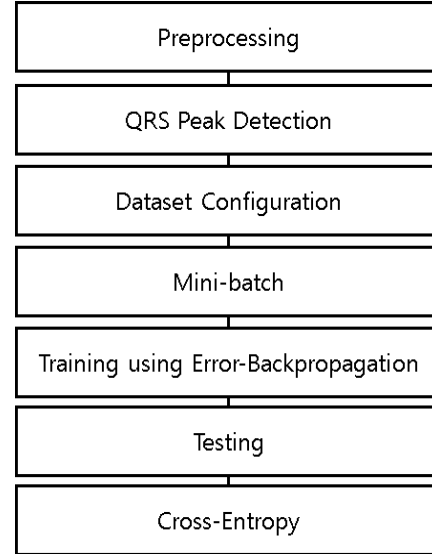 Preprocessing
QRS Peak Detection
Dataset Configuration
Mini-batch
Training using Error-Backpropagation
Testing
Cross-Entropy